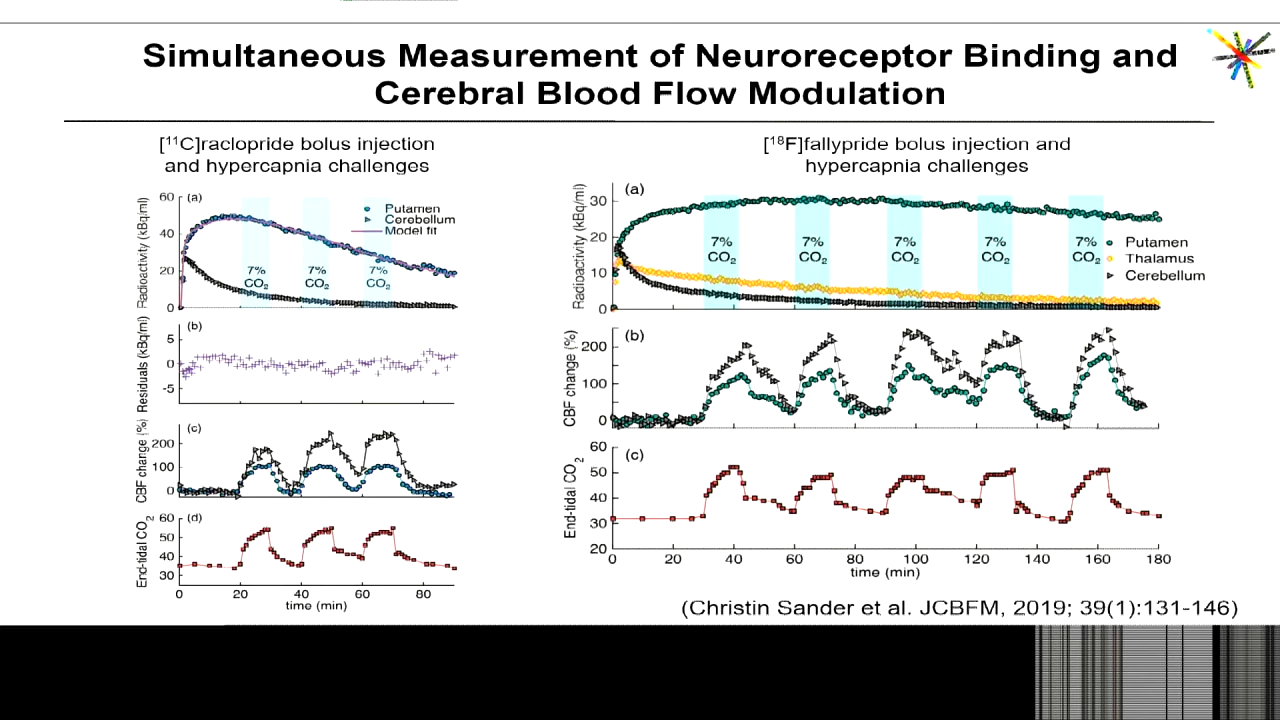 Simultaneous Measurement of Neuroreceptor Binding and
Cerebral Blood Flow Modulation
[¹¹C]raclopride bolus injection
and hypercapnia challenges
(a)
Radioactivity (kBq/ml)
60
40
20
0
Putamen
Cerebellum
Model fit
7%
CO₂
7%
CO₂
7%
CO₂
(b)
Residuals (kBq/ml)
5
0
-5
(c)
CBF change (%)
200
100
0
(d)
End-tidal CO₂
60
50
40
30
0 20 40 60 80
time (min)
[¹⁸F]fallypride bolus injection and
hypercapnia challenges
(a)
Radioactivity (kBq/ml)
30
20
10
0
7%
CO₂
7%
CO₂
7%
CO₂
7%
CO₂
7%
CO₂
Putamen
Thalamus
Cerebellum
(b)
CBF change (%)
200
100
0
(c)
End-tidal CO₂
60
50
40
30
20
0 20 40 60 80 100 120 140 160 180
time (min)
(Christin Sander et al. JCBFM, 2019; 39(1):131-146)